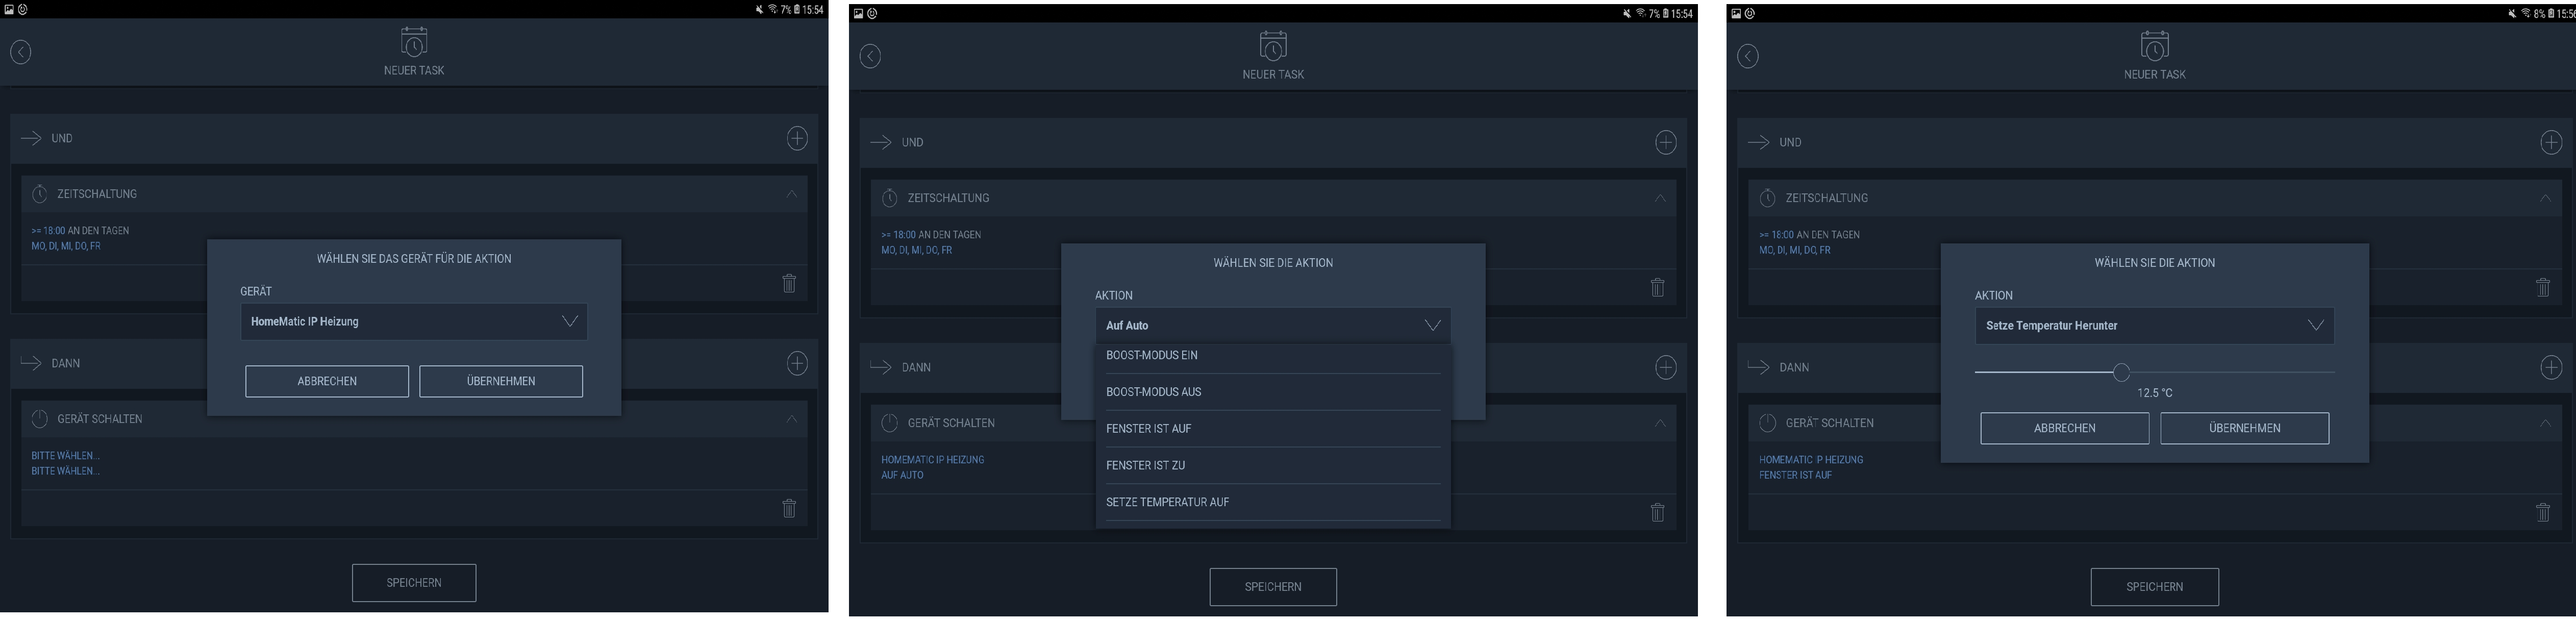 7% 15:54
NEUER TASK
UND
ZEITSCHALTUNG
>= 18:00 AN DEN TAGEN
MO, DI, MI, DO, FR
WÄHLEN SIE DAS GERÄT FÜR DIE AKTION
GERÄT
HomeMatic IP Heizung
ABBRECHEN
ÜBERNEHMEN
DANN
GERÄT SCHALTEN
BITTE WÄHLEN...
BITTE WÄHLEN...
SPEICHERN
7% 15:54
NEUER TASK
UND
ZEITSCHALTUNG
>= 18:00 AN DEN TAGEN
MO, DI, MI, DO, FR
WÄHLEN SIE DIE AKTION
AKTION
Auf Auto
BOOST-MODUS EIN
BOOST-MODUS AUS
FENSTER IST AUF
FENSTER IST ZU
SETZE TEMPERATUR AUF
DANN
GERÄT SCHALTEN
HOMEMATIC IP HEIZUNG
AUF AUTO
SPEICHERN
8% 15:56
NEUER TASK
UND
ZEITSCHALTUNG
>= 18:00 AN DEN TAGEN
MO, DI, MI, DO, FR
WÄHLEN SIE DIE AKTION
AKTION
Setze Temperatur Herunter
12.5 °C
ABBRECHEN
ÜBERNEHMEN
DANN
GERÄT SCHALTEN
HOMEMATIC IP HEIZUNG
FENSTER IST AUF
SPEICHERN